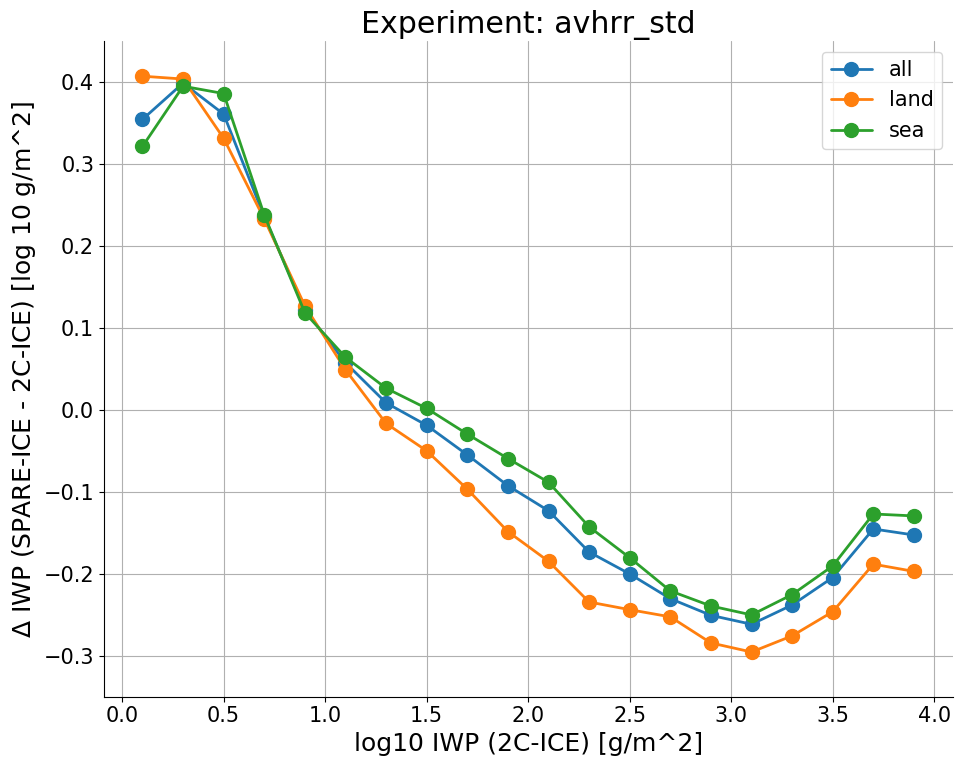 Experiment: avhrr_std
all
land
sea
Δ IWP (SPARE-ICE - 2C-ICE) [log 10 g/m^2]
0.4
0.3
0.2
0.1
0.0
−0.1
−0.2
−0.3
0.0 0.5 1.0 1.5 2.0 2.5 3.0 3.5 4.0
log10 IWP (2C-ICE) [g/m^2]